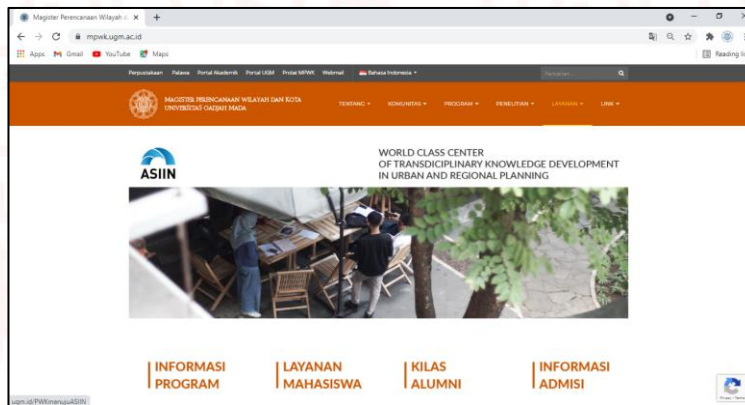 Magister Perencanaan Wilayah d
mpwk.ugm.ac.id
Apps Gmail YouTube Maps Reading lis
Perpustakaan Palawa Portal Akademik Portal UGM Webmail Bahasa Indonesia
MAGISTER PERENCANAAN WILAYAH DAN KOTA
UNIVERSITAS GADJAH MADA
TENTANG KOMUNITAS PROGRAM PENELITIAN LAYANAN LINK
ASIIN
WORLD CLASS CENTER
OF TRANSDICIPLINARY KNOWLEDGE DEVELOPMENT
IN URBAN AND REGIONAL PLANNING
INFORMASI
PROGRAM
LAYANAN
MAHASISWA
KILAS
ALUMNI
INFORMASI
ADMISI
ugm.id/PWKmenujuASIIN